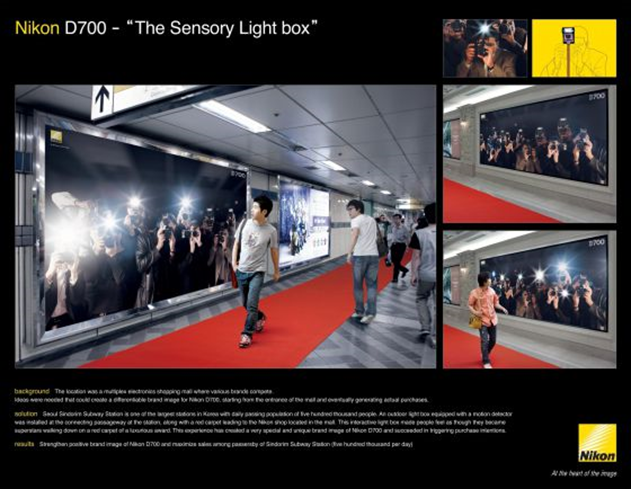 Nikon D700 - “The Sensory Light box”
D700
D700
background The location was a multiplex electronics shopping mall where various brands compete.
Ideas were needed that could create a differentiable brand image for Nikon D700, starting from the entrance of the mall and eventually generating actual purchases.
solution Seoul Sindorim Subway Station is one of the largest stations in Korea with daily passing population of five hundred thousand people. An outdoor light box equipped with a motion detector
was installed at the connecting passageway at the station, along with a red carpet leading to the Nikon shop located in the mall. This interactive light box made people feel as though they became
superstars walking down on a red carpet of a luxurious award. This experience has created a very special and unique brand image of Nikon D700 and succeeded in triggering purchase intentions.
results Strengthen positive brand image of Nikon D700 and maximize sales among passersby of Sindorim Subway Station (five hundred thousand per day)
Nikon
At the heart of the image